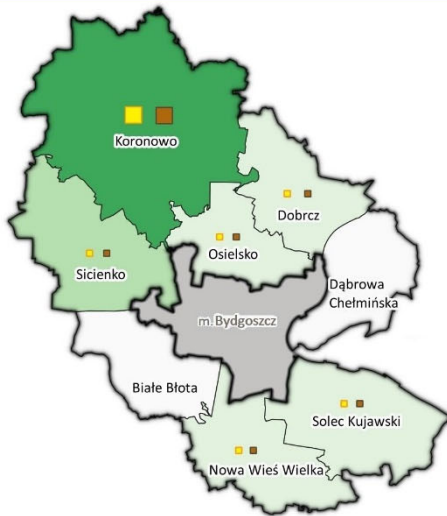 Koronowo
Dobrcz
Osielsko
Sicienko
Dąbrowa
Chełmińska
m.Bydgoszcz
Białe Błota
Solec Kujawski
Nowa Wieś Wielka